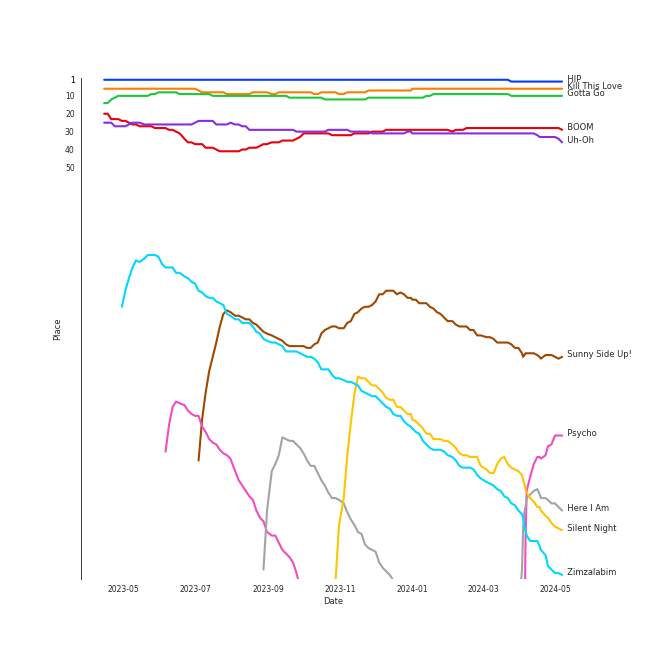 1
10
20
30
40
50
Place
HIP
Kill This Love
Gotta Go
BOOM
Uh-Oh
Sunny Side Up!
Psycho
Here I Am
Silent Night
Zimzalabim
2023-05
2023-07
2023-09
2023-11
2024-01
2024-03
2024-05
Date